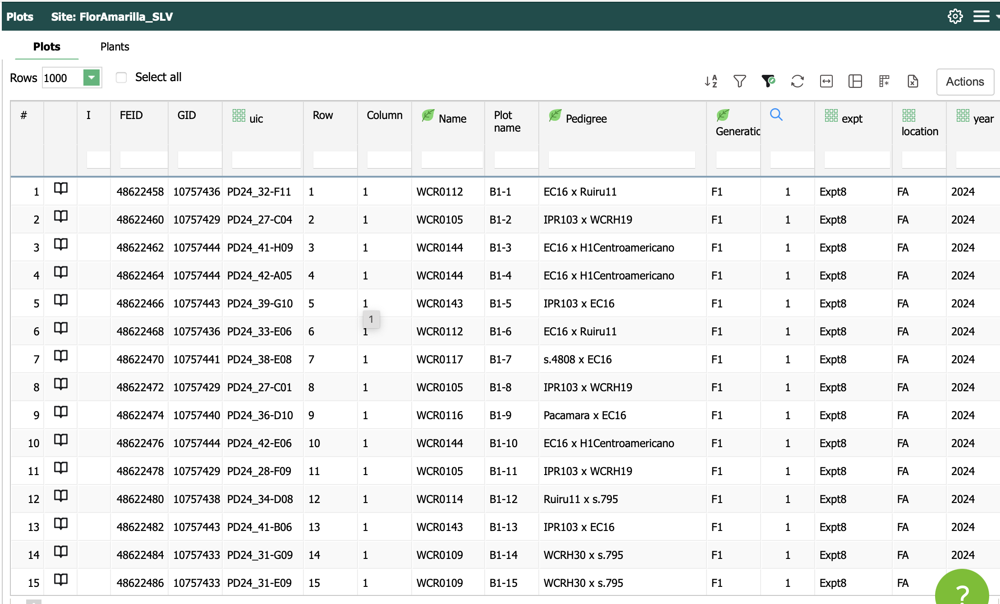 Plots Site: FlorAmarilla_SLV
Plots Plants
Rows 1000 Select all Actions
# I FEID GID uic Row Column Name Plot name Pedigree Generatic expt location year
1 48622458 10757436 PD24_32-F11 1 1 WCR0112 B1-1 EC16 x Ruiru11 F1 1 Expt8 FA 2024
2 48622460 10757429 PD24_27-C04 2 1 WCR0105 B1-2 IPR103 x WCRH19 F1 1 Expt8 FA 2024
3 48622462 10757444 PD24_41-H09 3 1 WCR0144 B1-3 EC16 x H1Centroamericano F1 1 Expt8 FA 2024
4 48622464 10757444 PD24_42-A05 4 1 WCR0144 B1-4 EC16 x H1Centroamericano F1 1 Expt8 FA 2024
5 48622466 10757443 PD24_39-G10 5 1 WCR0143 B1-5 IPR103 x EC16 F1 1 Expt8 FA 2024
1
6 48622468 10757436 PD24_33-E06 6 1 WCR0112 B1-6 EC16 x Ruiru11 F1 1 Expt8 FA 2024
7 48622470 10757441 PD24_38-E08 7 1 WCR0117 B1-7 s.4808 x EC16 F1 1 Expt8 FA 2024
8 48622472 10757429 PD24_27-C01 8 1 WCR0105 B1-8 IPR103 x WCRH19 F1 1 Expt8 FA 2024
9 48622474 10757440 PD24_36-D10 9 1 WCR0116 B1-9 Pacamara x EC16 F1 1 Expt8 FA 2024
10 48622476 10757444 PD24_42-E06 10 1 WCR0144 B1-10 EC16 x H1Centroamericano F1 1 Expt8 FA 2024
11 48622478 10757429 PD24_28-F09 11 1 WCR0105 B1-11 IPR103 x WCRH19 F1 1 Expt8 FA 2024
12 48622480 10757438 PD24_34-D08 12 1 WCR0114 B1-12 Ruiru11 x s.795 F1 1 Expt8 FA 2024
13 48622482 10757443 PD24_41-B06 13 1 WCR0143 B1-13 IPR103 x EC16 F1 1 Expt8 FA 2024
14 48622484 10757433 PD24_31-G09 14 1 WCR0109 B1-14 WCRH30 x s.795 F1 1 Expt8 FA 2024
15 48622486 10757433 PD24_31-E09 15 1 WCR0109 B1-15 WCRH30 x s.795 F1 1 Expt8 FA
?